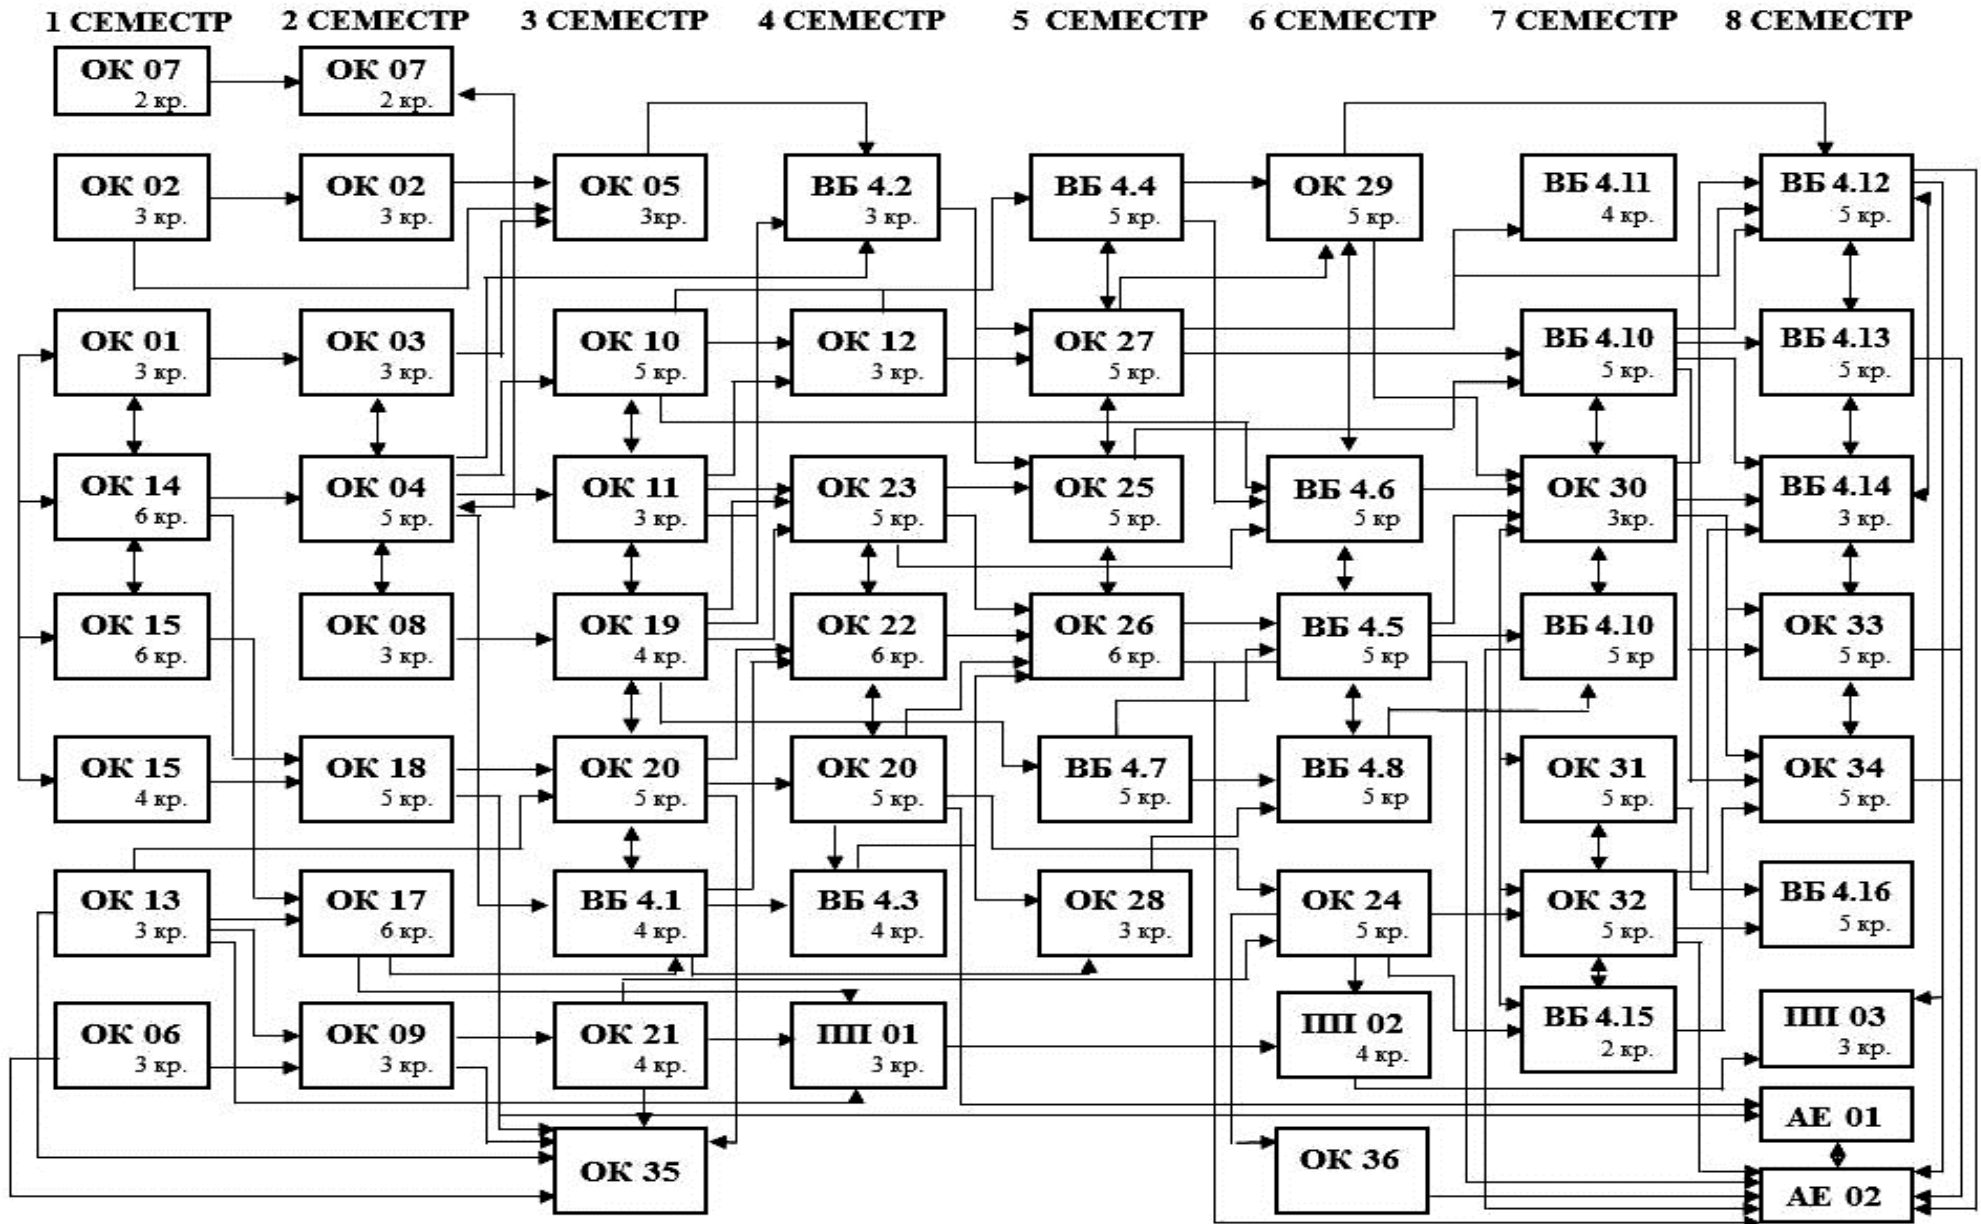 1 СЕМЕСТР 2 СЕМЕСТР 3 СЕМЕСТР 4 СЕМЕСТР 5 СЕМЕСТР 6 СЕМЕСТР 7 СЕМЕСТР 8 СЕМЕСТР
ОК 07
2 кр.
ОК 07
2 кр.
ОК 02
3 кр.
ОК 02
3 кр.
ОК 05
3кр.
ВБ 4.2
3 кр.
ВБ 4.4
5 кр.
ОК 29
5 кр.
ВБ 4.11
4 кр.
ВБ 4.12
5 кр.
ОК 01
3 кр.
ОК 03
3 кр.
ОК 10
5 кр.
ОК 12
3 кр.
ОК 27
5 кр.
ВБ 4.10
5 кр.
ВБ 4.13
5 кр.
ОК 14
6 кр.
ОК 04
5 кр.
ОК 11
3 кр.
ОК 23
5 кр.
ОК 25
5 кр.
ВБ 4.6
5 кр
ОК 30
3кр.
ВБ 4.14
3 кр.
ОК 15
6 кр.
ОК 08
3 кр.
ОК 19
4 кр.
ОК 22
6 кр.
ОК 26
6 кр.
ВБ 4.5
5 кр
ВБ 4.10
5 кр
ОК 33
5 кр.
ОК 15
4 кр.
ОК 18
5 кр.
ОК 20
5 кр.
ОК 20
5 кр.
ВБ 4.7
5 кр.
ВБ 4.8
5 кр
ОК 31
5 кр.
ОК 34
5 кр.
ОК 13
3 кр.
ОК 17
6 кр.
ВБ 4.1
4 кр.
ВБ 4.3
4 кр.
ОК 28
3 кр.
ОК 24
5 кр.
ОК 32
5 кр.
ВБ 4.16
5 кр.
ОК 06
3 кр.
ОК 09
3 кр.
ОК 21
4 кр.
ПП 01
3 кр.
ПП 02
4 кр.
ВБ 4.15
2 кр.
ПП 03
3 кр.
АЕ 01
ОК 35
ОК 36
АЕ 02